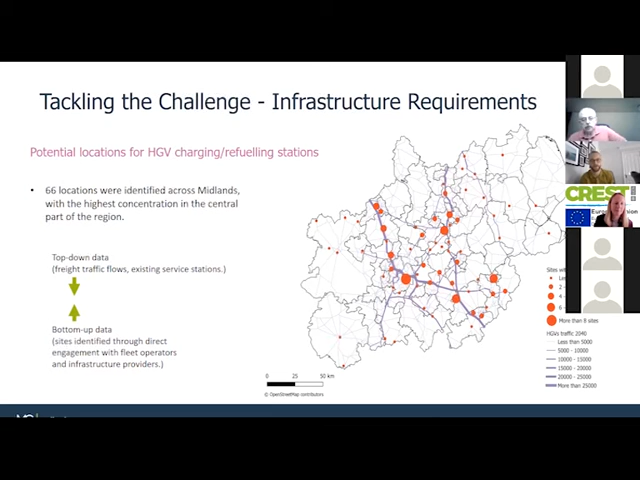 Tackling the Challenge - Infrastructure Requirements
Potential locations for HGV charging/refuelling stations
• 66 locations were identified across Midlands,
with the highest concentration in the central
part of the region.
Top-down data
(freight traffic flows, existing service stations.)
Bottom-up data
(sites identified through direct
engagement with fleet operators
and infrastructure providers.)
0 25 50 km
© OpenStreetMap contributors
CREST
Sites
2 -
4 -
6 -
More than 8 sites
HGVs traffic 2040
Less than 5000
5000 - 10000
10000 - 15000
15000 - 20000
20000 - 25000
More than 25000